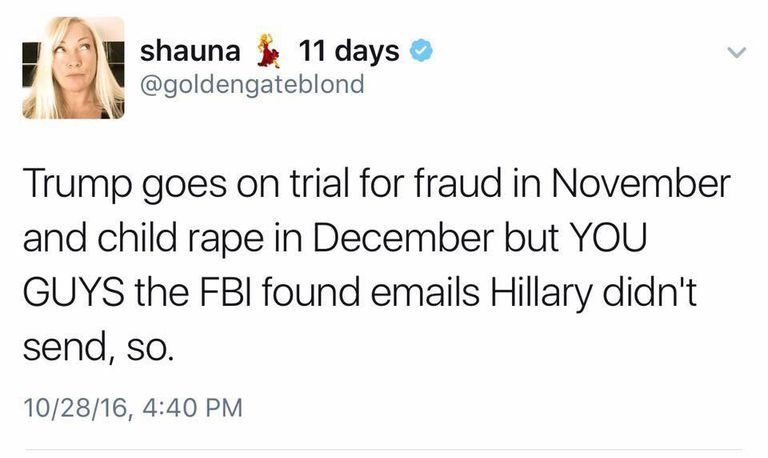 shauna 💃 11 days
@goldengateblond
Trump goes on trial for fraud in November
and child rape in December but YOU
GUYS the FBI found emails Hillary didn't
send, so.
10/28/16, 4:40 PM